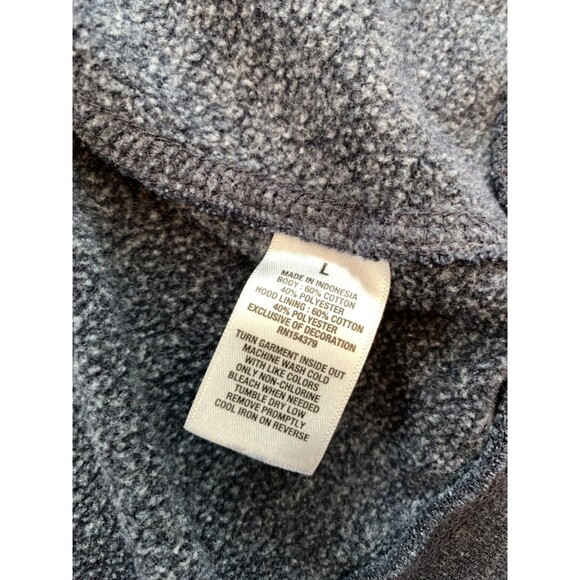 L
MADE IN INDONESIA
BODY : 60% COTTON
40% POLYESTER
HOOD LINING : 60% COTTON
40% POLYESTER
EXCLUSIVE OF DECORATION
RN154379
TURN GARMENT INSIDE OUT
MACHINE WASH COLD
WITH LIKE COLORS
ONLY NON-CHLORINE
BLEACH WHEN NEEDED
TUMBLE DRY LOW
REMOVE PROMPTLY
COOL IRON ON REVERSE